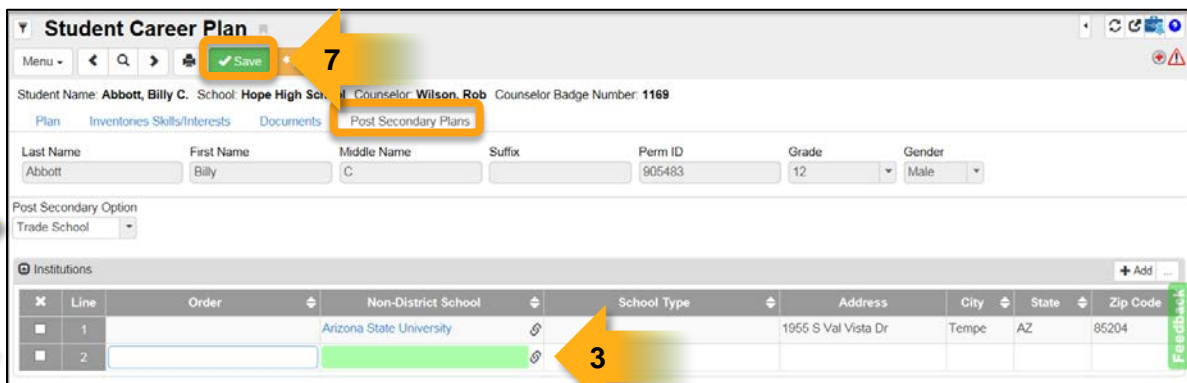 Student Career Plan
Menu Save 7
Student Name: Abbott, Billy C. School: Hope High School Counselor: Wilson, Rob Counselor Badge Number: 1169
Plan Inventories Skills/Interests Documents Post Secondary Plans
Last Name First Name Middle Name Suffix Perm ID Grade Gender
Abbott Billy C 905483 12 Male
Post Secondary Option
Trade School
Institutions + Add ...
Line Order Non-District School School Type Address City State Zip Code
1 Arizona State University 1955 S Val Vista Dr Tempe AZ 85204
2 3
Feedback